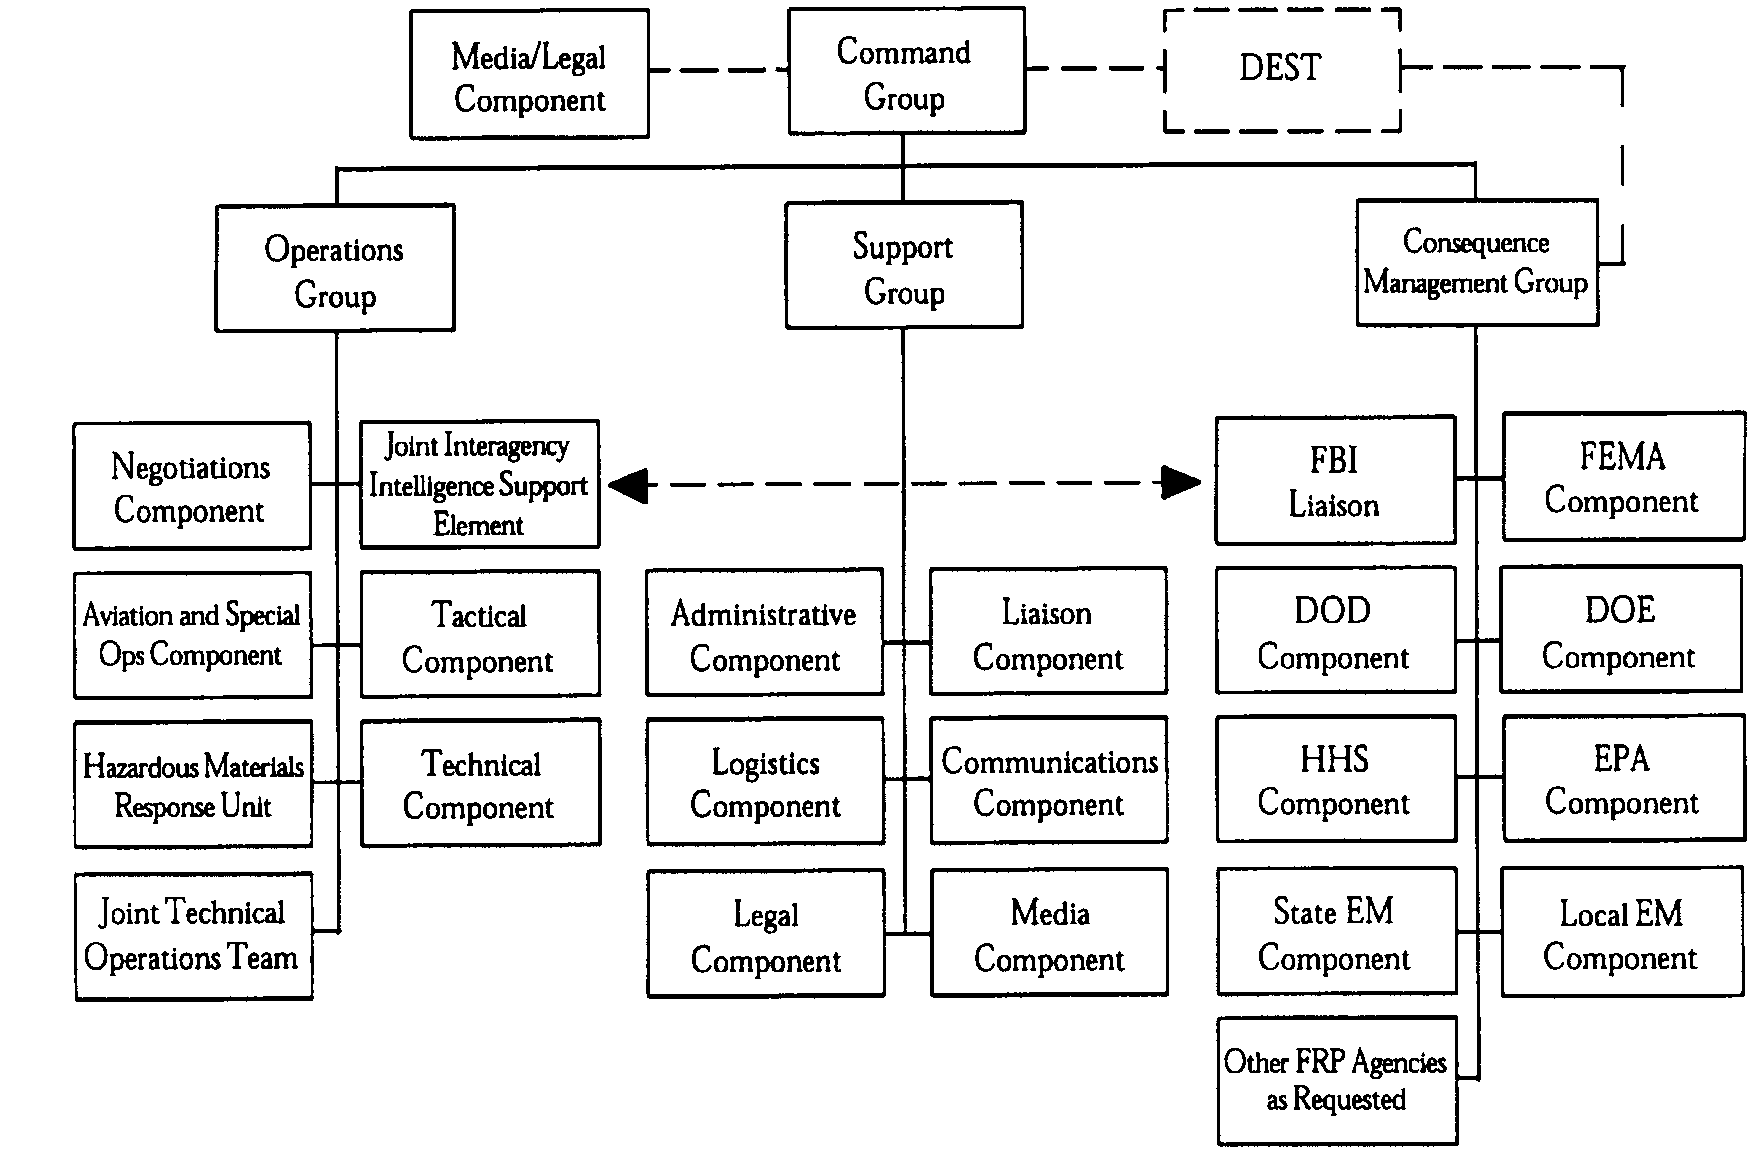 Media/Legal
Component
Command
Group
DEST
Operations
Group
Support
Group
Consequence
Management Group
Negotiations
Component
Joint Interagency
Intelligence Support
Element
FBI
Liaison
FEMA
Component
Aviation and Special
Ops Component
Tactical
Component
Administrative
Component
Liaison
Component
DOD
Component
DOE
Component
Hazardous Materials
Response Unit
Technical
Component
Logistics
Component
Communications
Component
HHS
Component
EPA
Component
Joint Technical
Operations Team
Legal
Component
Media
Component
State EM
Component
Local EM
Component
Other FRP Agencies
as Requested